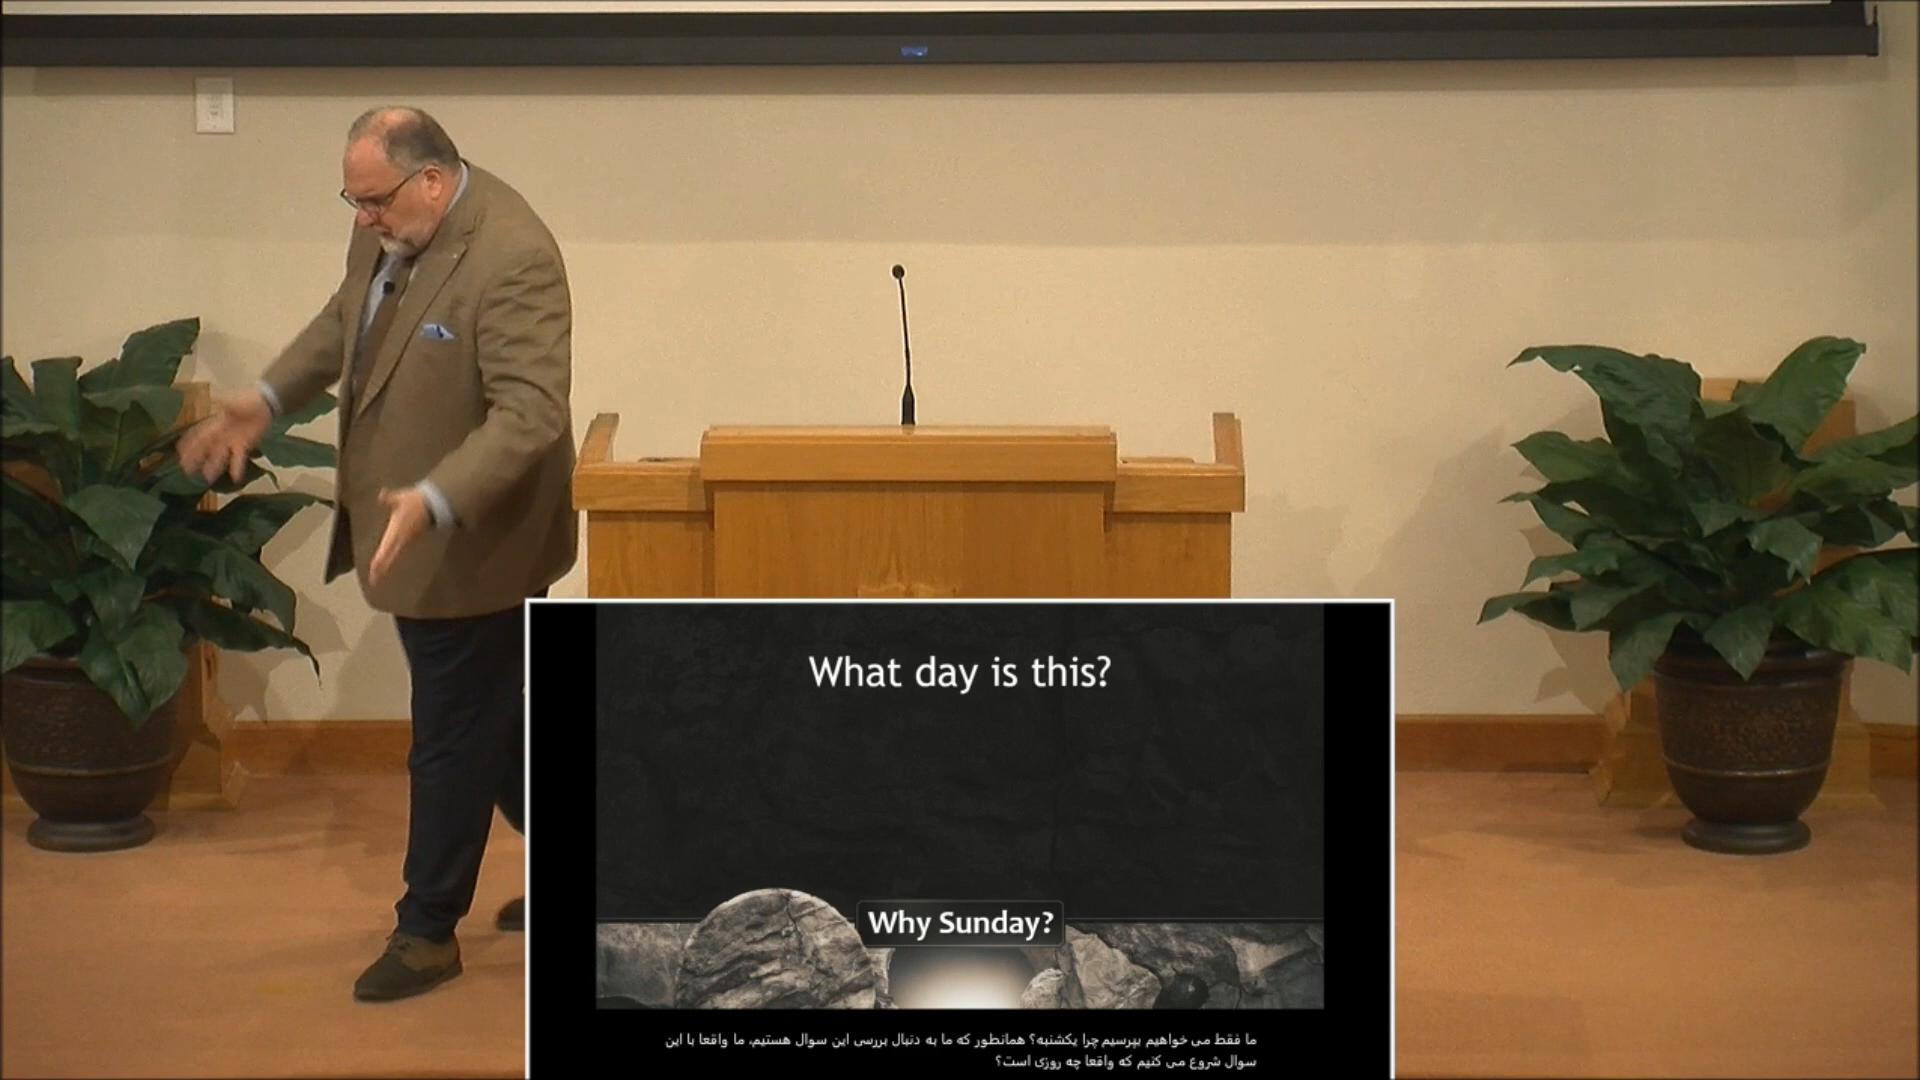 What day is this?
Why Sunday?
ما فقط می خواهیم بپرسیم چرا یکشنبه؟ همانطور که ما به دنبال بررسی این سوال هستیم، ما واقعا با این
سوال شروع می کنیم که واقعا چه روزی است؟